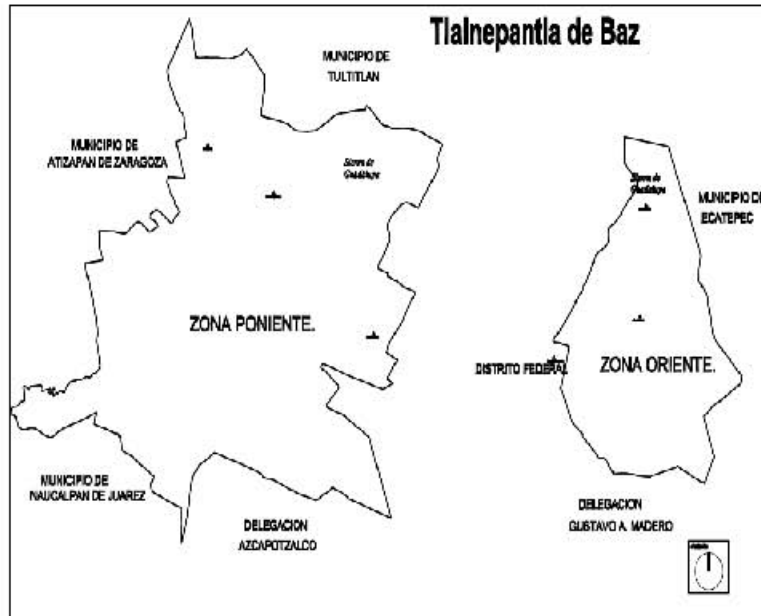 Tlalnepantla de Baz
MUNICIPIO DE
TULTITLAN
MUNICIPIO DE
ATIZAPAN DE ZARAGOZA
Sierra de
Guadalupe
Sierra de
Guadalupe
MUNICIPIO DE
ECATEPEC
ZONA PONIENTE.
DISTRITO FEDERAL
ZONA ORIENTE.
MUNICIPIO DE
NAUCALPAN DE JUAREZ
DELEGACION
AZCAPOTZALCO
DELEGACION
GUSTAVO A. MADERO